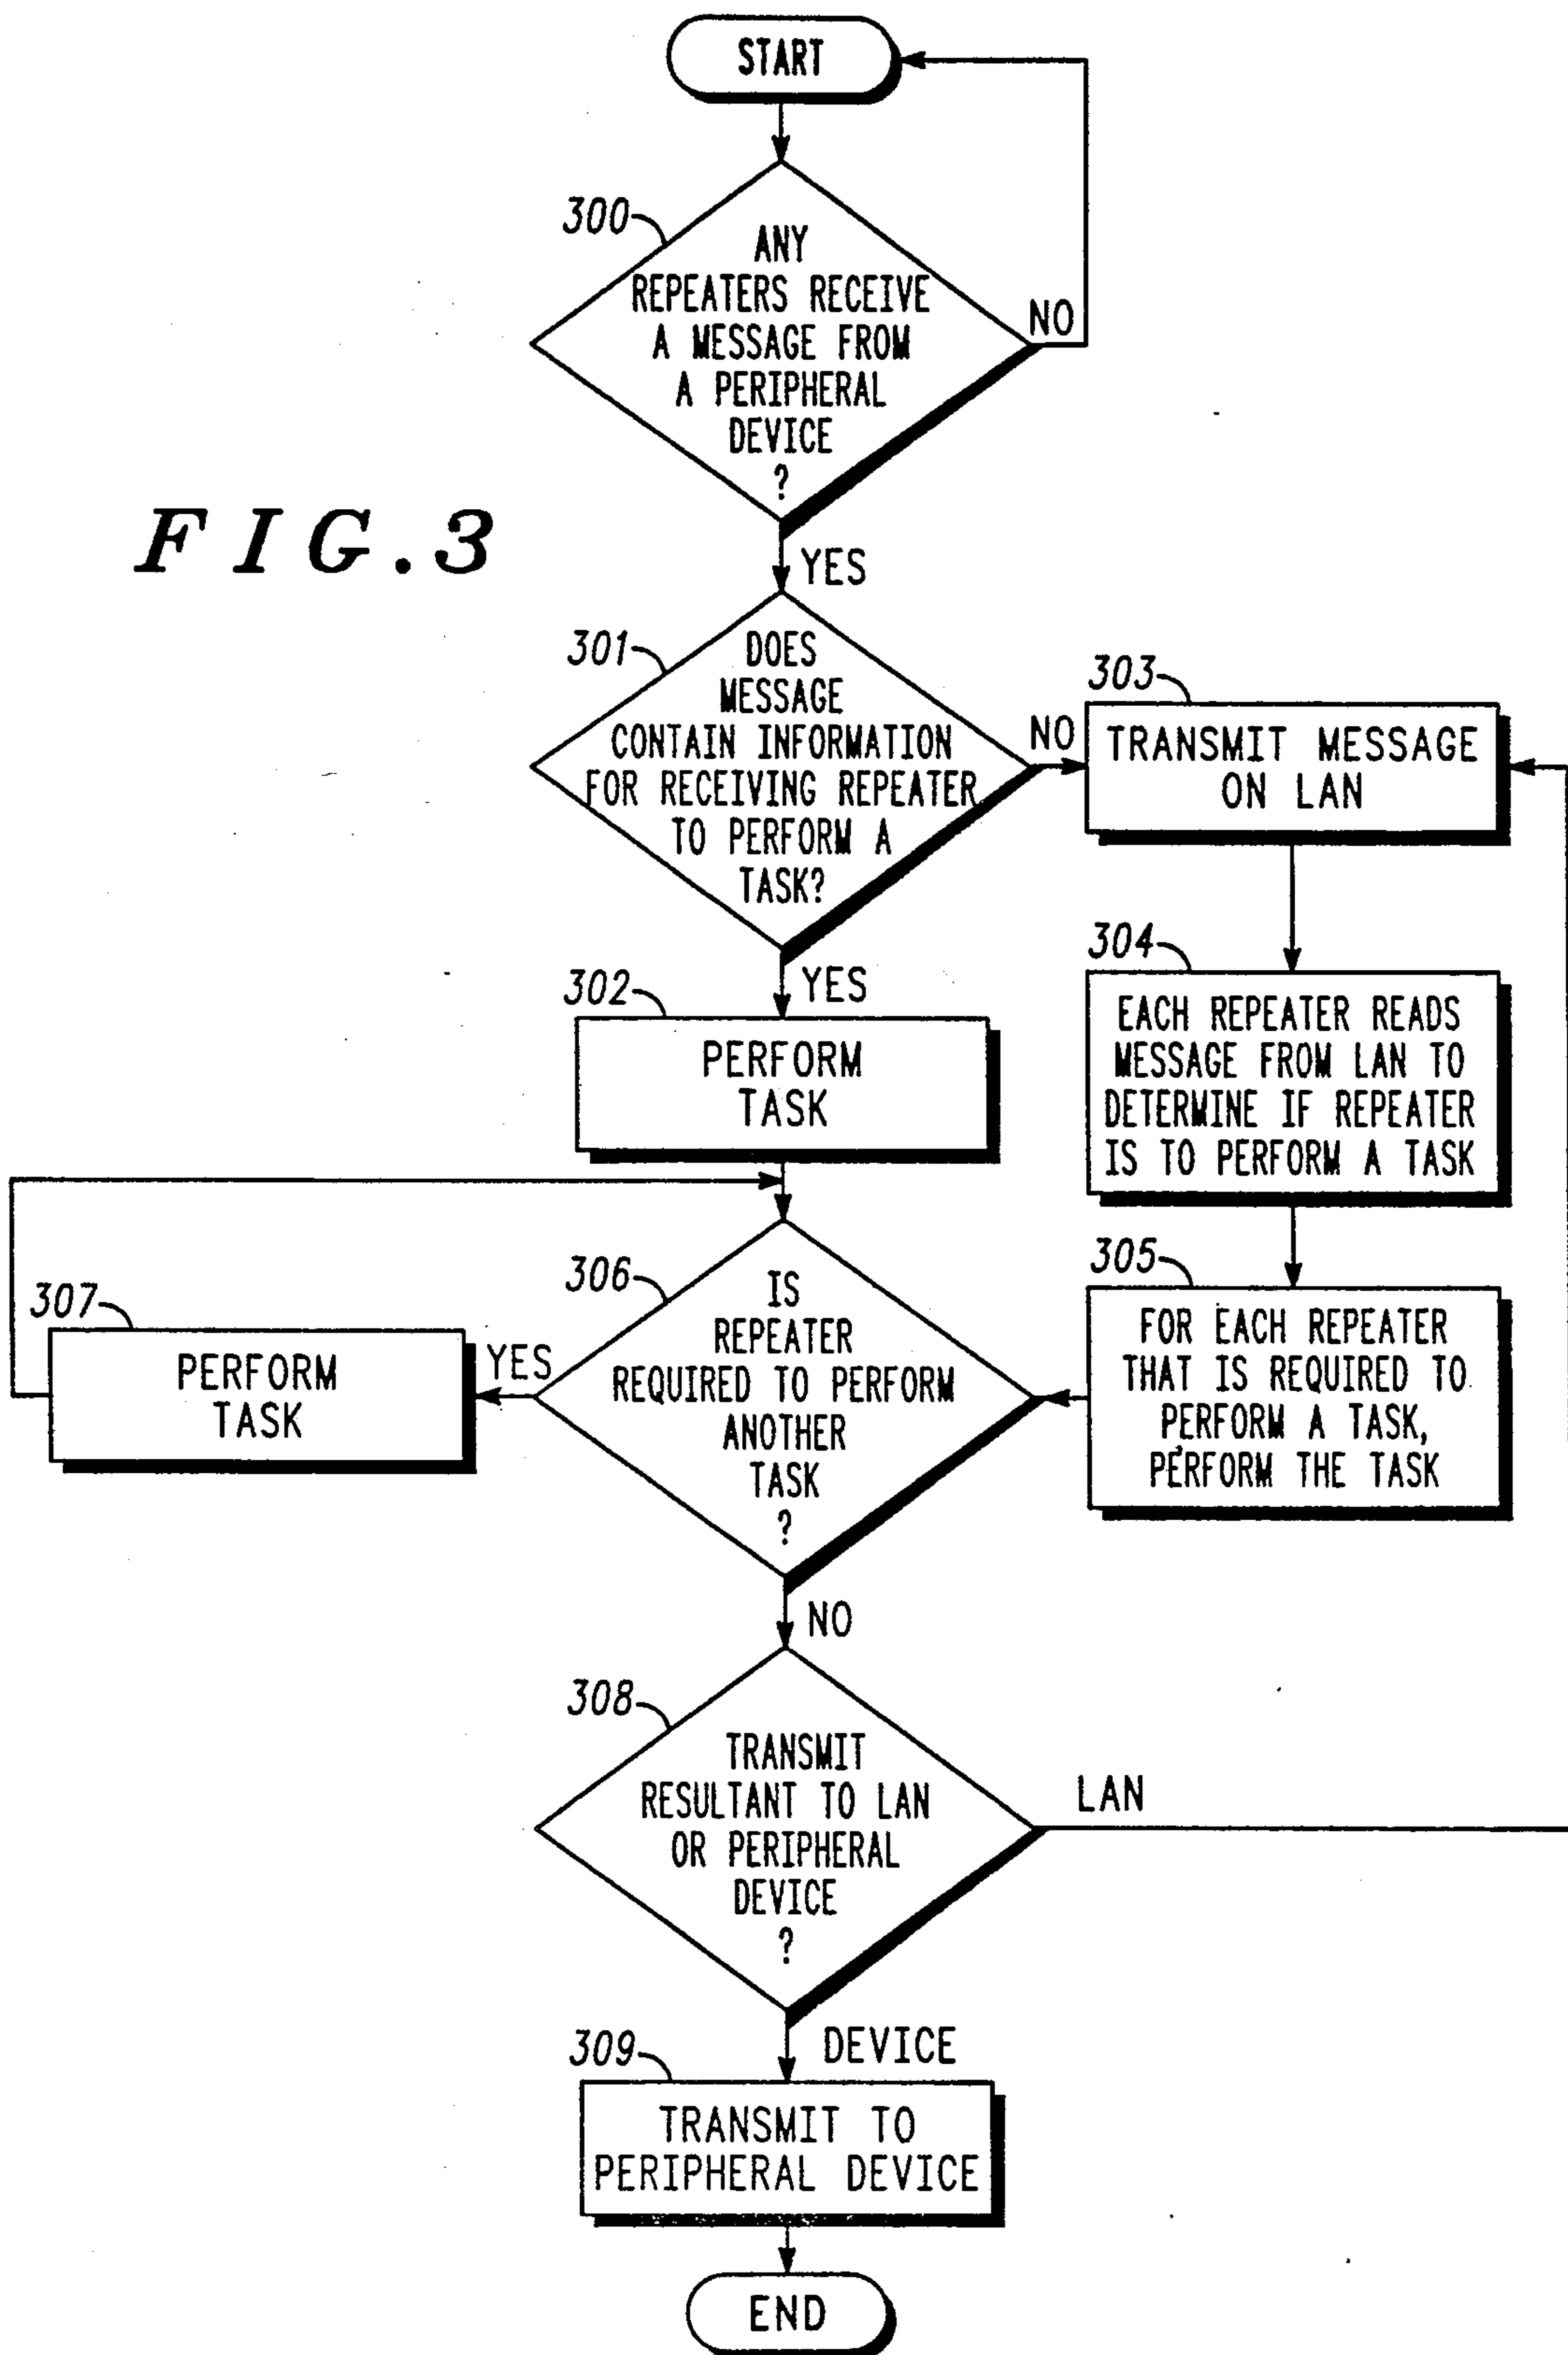 START
300
ANY
REPEATERS RECEIVE
A MESSAGE FROM
A PERIPHERAL
DEVICE
?
NO
FIG.3
YES
301
DOES
MESSAGE
CONTAIN INFORMATION
FOR RECEIVING REPEATER
TO PERFORM A
TASK?
NO
303
TRANSMIT MESSAGE
ON LAN
YES
302
PERFORM
TASK
304
EACH REPEATER READS
MESSAGE FROM LAN TO
DETERMINE IF REPEATER
IS TO PERFORM A TASK
305
FOR EACH REPEATER
THAT IS REQUIRED TO
PERFORM A TASK,
PERFORM THE TASK
306
IS
REPEATER
REQUIRED TO PERFORM
ANOTHER
TASK
?
YES
307
PERFORM
TASK
NO
308
TRANSMIT
RESULTANT TO LAN
OR PERIPHERAL
DEVICE
?
LAN
DEVICE
309
TRANSMIT TO
PERIPHERAL DEVICE
END